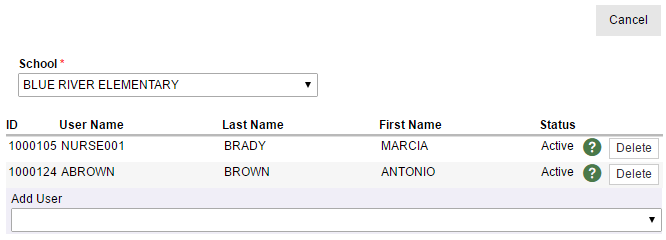 Cancel
School *
BLUE RIVER ELEMENTARY
ID User Name Last Name First Name Status
1000105 NURSE001 BRADY MARCIA Active ? Delete
1000124 ABROWN BROWN ANTONIO Active ? Delete
Add User